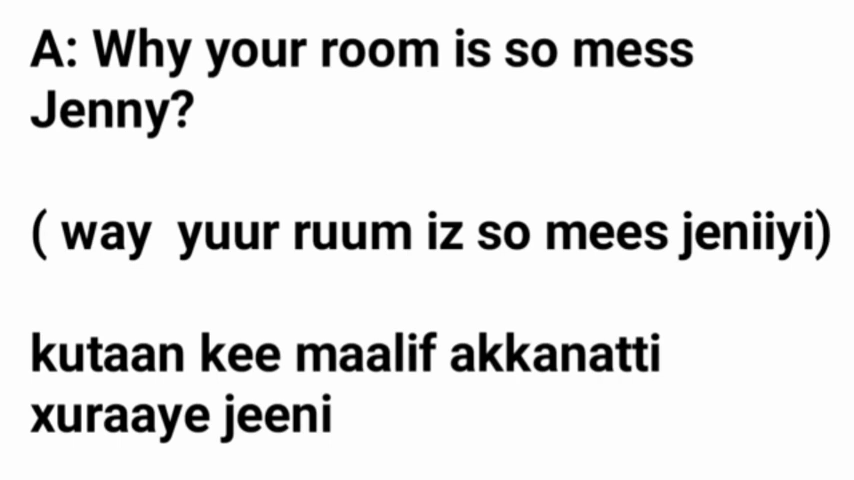 A: Why your room is so mess
Jenny?
( way yuur ruum iz so mees jeniiyi)
kutaan kee maalif akkanatti
xuraaye jeeni